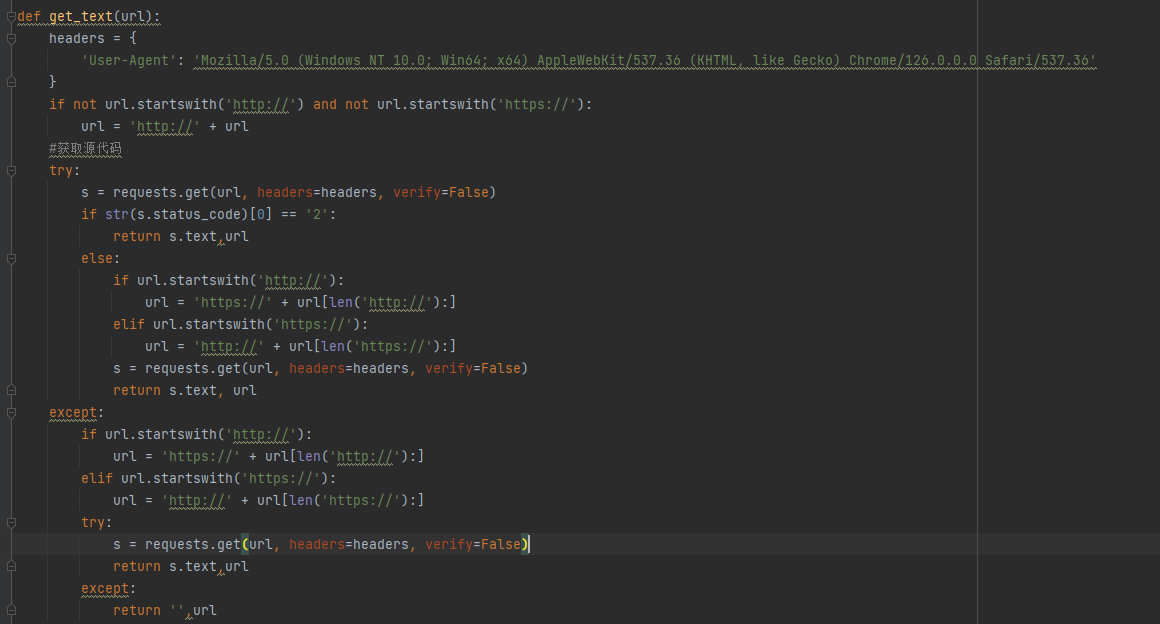 def get_text(url):
    headers = {
        'User-Agent': 'Mozilla/5.0 (Windows NT 10.0; Win64; x64) AppleWebKit/537.36 (KHTML, like Gecko) Chrome/126.0.0.0 Safari/537.36'
    }
    if not url.startswith('http://') and not url.startswith('https://'):
        url = 'http://' + url
    #获取源代码
    try:
        s = requests.get(url, headers=headers, verify=False)
        if str(s.status_code)[0] == '2':
            return s.text,url
        else:
            if url.startswith('http://'):
                url = 'https://' + url[len('http://'):]
            elif url.startswith('https://'):
                url = 'http://' + url[len('https://'):]
            s = requests.get(url, headers=headers, verify=False)
            return s.text, url
    except:
        if url.startswith('http://'):
            url = 'https://' + url[len('http://'):]
        elif url.startswith('https://'):
            url = 'http://' + url[len('https://'):]
        try:
            s = requests.get(url, headers=headers, verify=False)
            return s.text,url
        except:
            return '',url